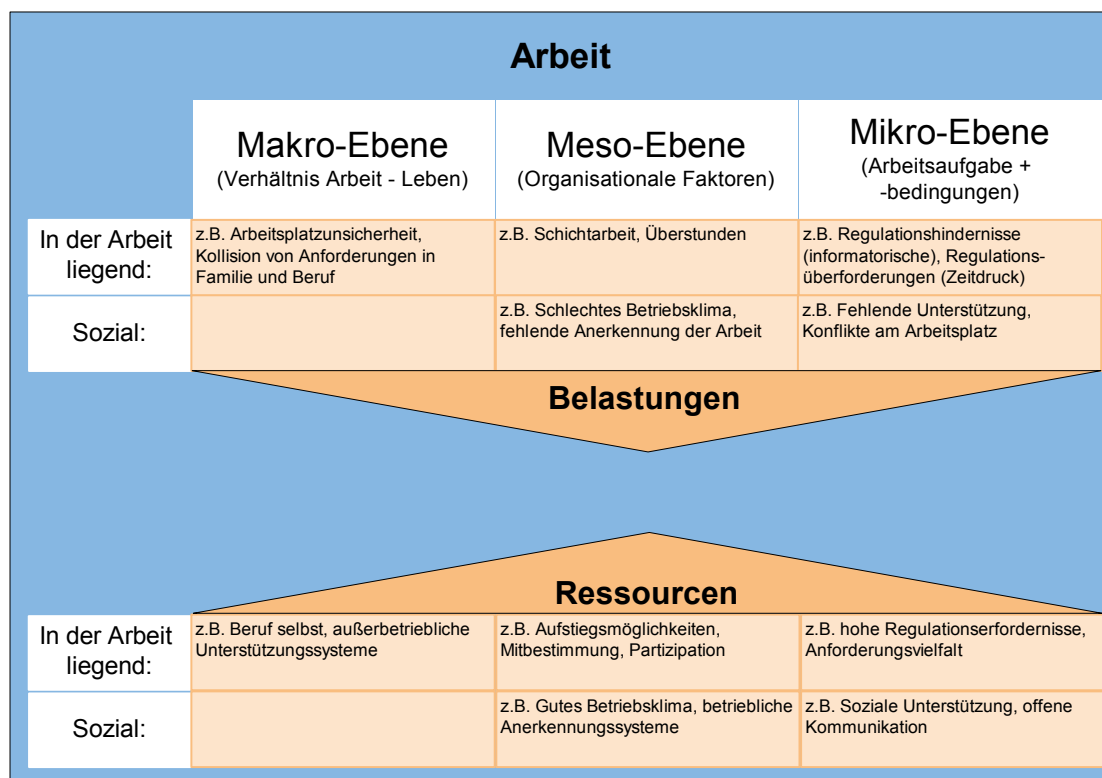 Arbeit
Makro-Ebene
(Verhältnis Arbeit - Leben)
Meso-Ebene
(Organisationale Faktoren)
Mikro-Ebene
(Arbeitsaufgabe +
-bedingungen)
In der Arbeit
liegend:
z.B. Arbeitsplatzunsicherheit,
Kollision von Anforderungen in
Familie und Beruf
z.B. Schichtarbeit, Überstunden
z.B. Regulationshindernisse
(informatorische), Regulations-
überforderungen (Zeitdruck)
Sozial:
z.B. Schlechtes Betriebsklima,
fehlende Anerkennung der Arbeit
z.B. Fehlende Unterstützung,
Konflikte am Arbeitsplatz
Belastungen
Ressourcen
In der Arbeit
liegend:
z.B. Beruf selbst, außerbetriebliche
Unterstützungssysteme
z.B. Aufstiegsmöglichkeiten,
Mitbestimmung, Partizipation
z.B. hohe Regulationserfordernisse,
Anforderungsvielfalt
Sozial:
z.B. Gutes Betriebsklima, betriebliche
Anerkennungssysteme
z.B. Soziale Unterstützung, offene
Kommunikation